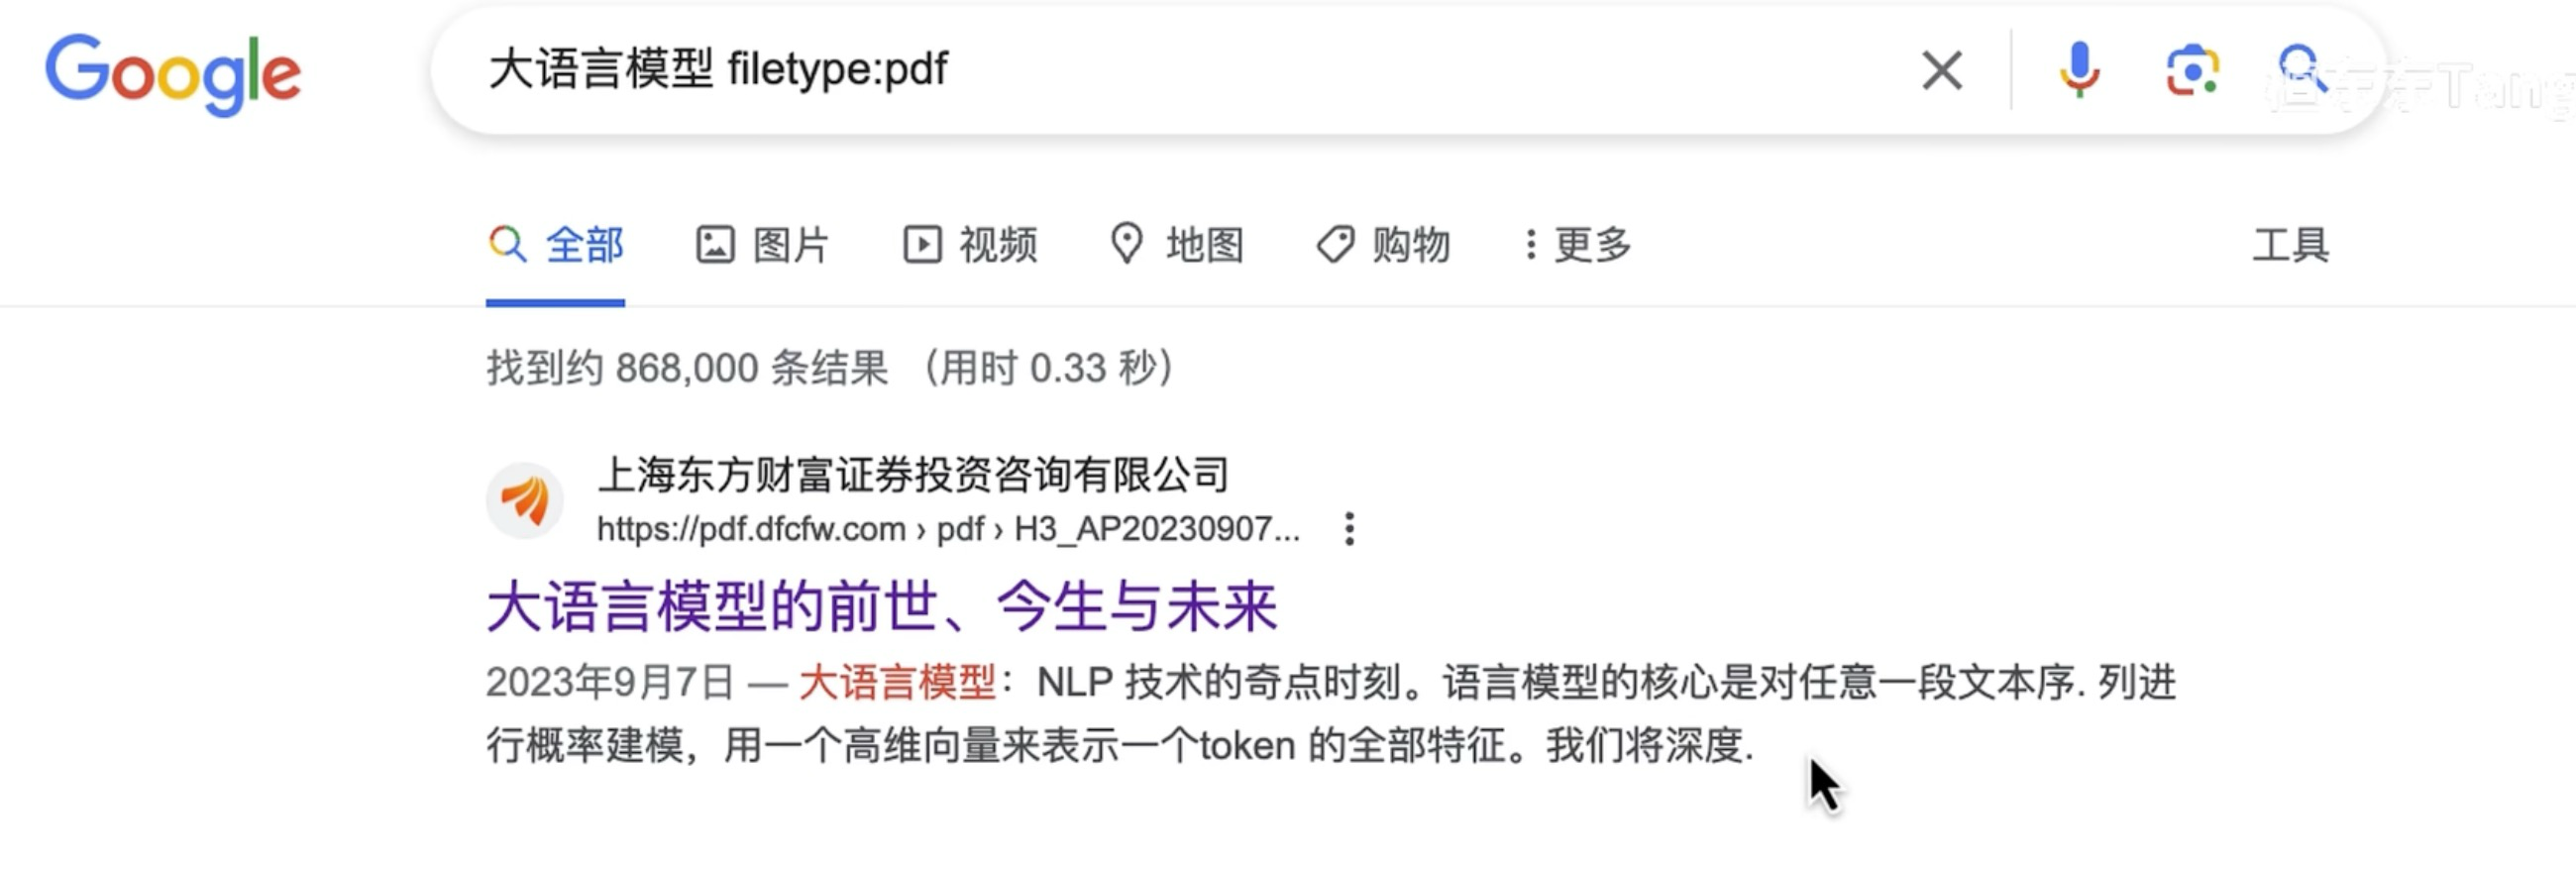 Google
大语言模型 filetype:pdf
全部 图片 视频 地图 购物 更多 工具
找到约 868,000 条结果 （用时 0.33 秒）
上海东方财富证券投资咨询有限公司
https://pdf.dfcfw.com › pdf › H3_AP20230907...
大语言模型的前世、今生与未来
2023年9月7日 — 大语言模型：NLP 技术的奇点时刻。语言模型的核心是对任意一段文本序. 列进
行概率建模，用一个高维向量来表示一个token 的全部特征。我们将深度.